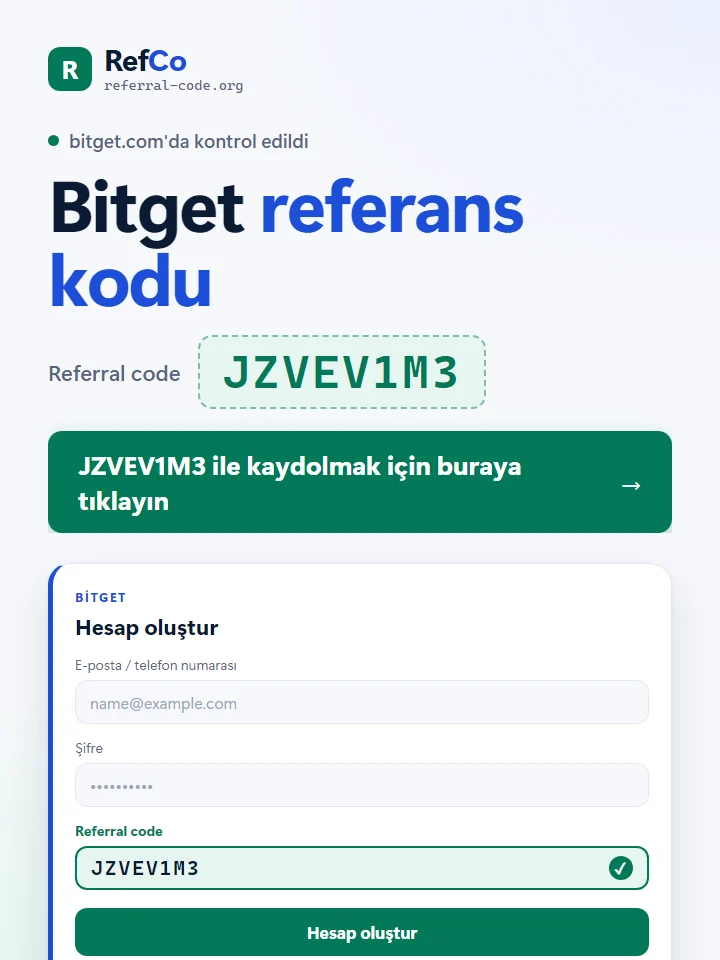 R
RefCo
referral-code.org
bitget.com'da kontrol edildi
Bitget referans
kodu
Referral code
JZVEV1M3
JZVEV1M3 ile kaydolmak için buraya
tıklayın
→
BİTGET
Hesap oluştur
E-posta / telefon numarası
name@example.com
Şifre
••••••••••
Referral code
JZVEV1M3
✓
Hesap oluştur